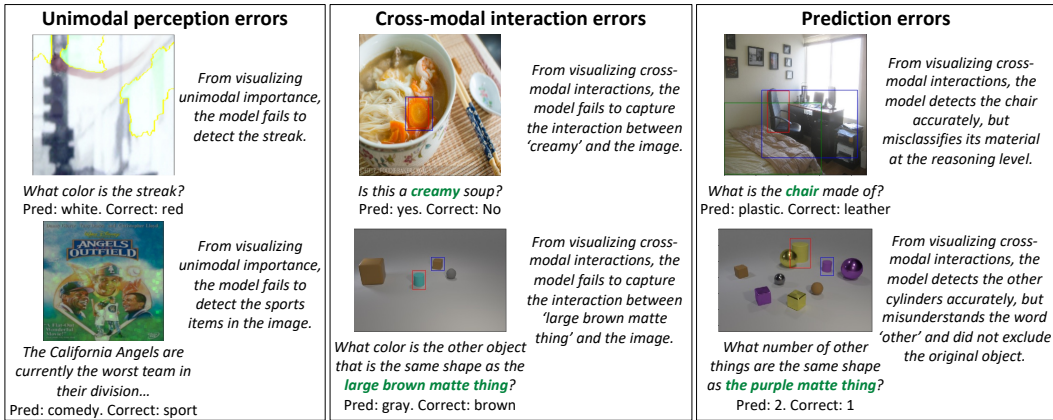 Unimodal perception errors
From visualizing
unimodal importance,
the model fails to
detect the streak.
What color is the streak?
Pred: white. Correct: red
ANGELS
OUTFIELD
From visualizing
unimodal importance,
the model fails to
detect the sports
items in the image.
The California Angels are
currently the worst team in
their division…
Pred: comedy. Correct: sport
Cross-modal interaction errors
From visualizing cross-
modal interactions, the
model fails to capture
the interaction between
‘creamy’ and the image.
Is this a creamy soup?
Pred: yes. Correct: No
From visualizing cross-
modal interactions, the
model fails to capture
the interaction between
‘large brown matte
thing’ and the image.
What color is the other object
that is the same shape as the
large brown matte thing?
Pred: gray. Correct: brown
Prediction errors
From visualizing cross-
modal interactions, the
model detects the chair
accurately, but
misclassifies its material
at the reasoning level.
What is the chair made of?
Pred: plastic. Correct: leather
From visualizing cross-
modal interactions, the
model detects the other
cylinders accurately, but
misunderstands the word
‘other’ and did not exclude
the original object.
What number of other
things are the same shape
as the purple matte thing?
Pred: 2. Correct: 1